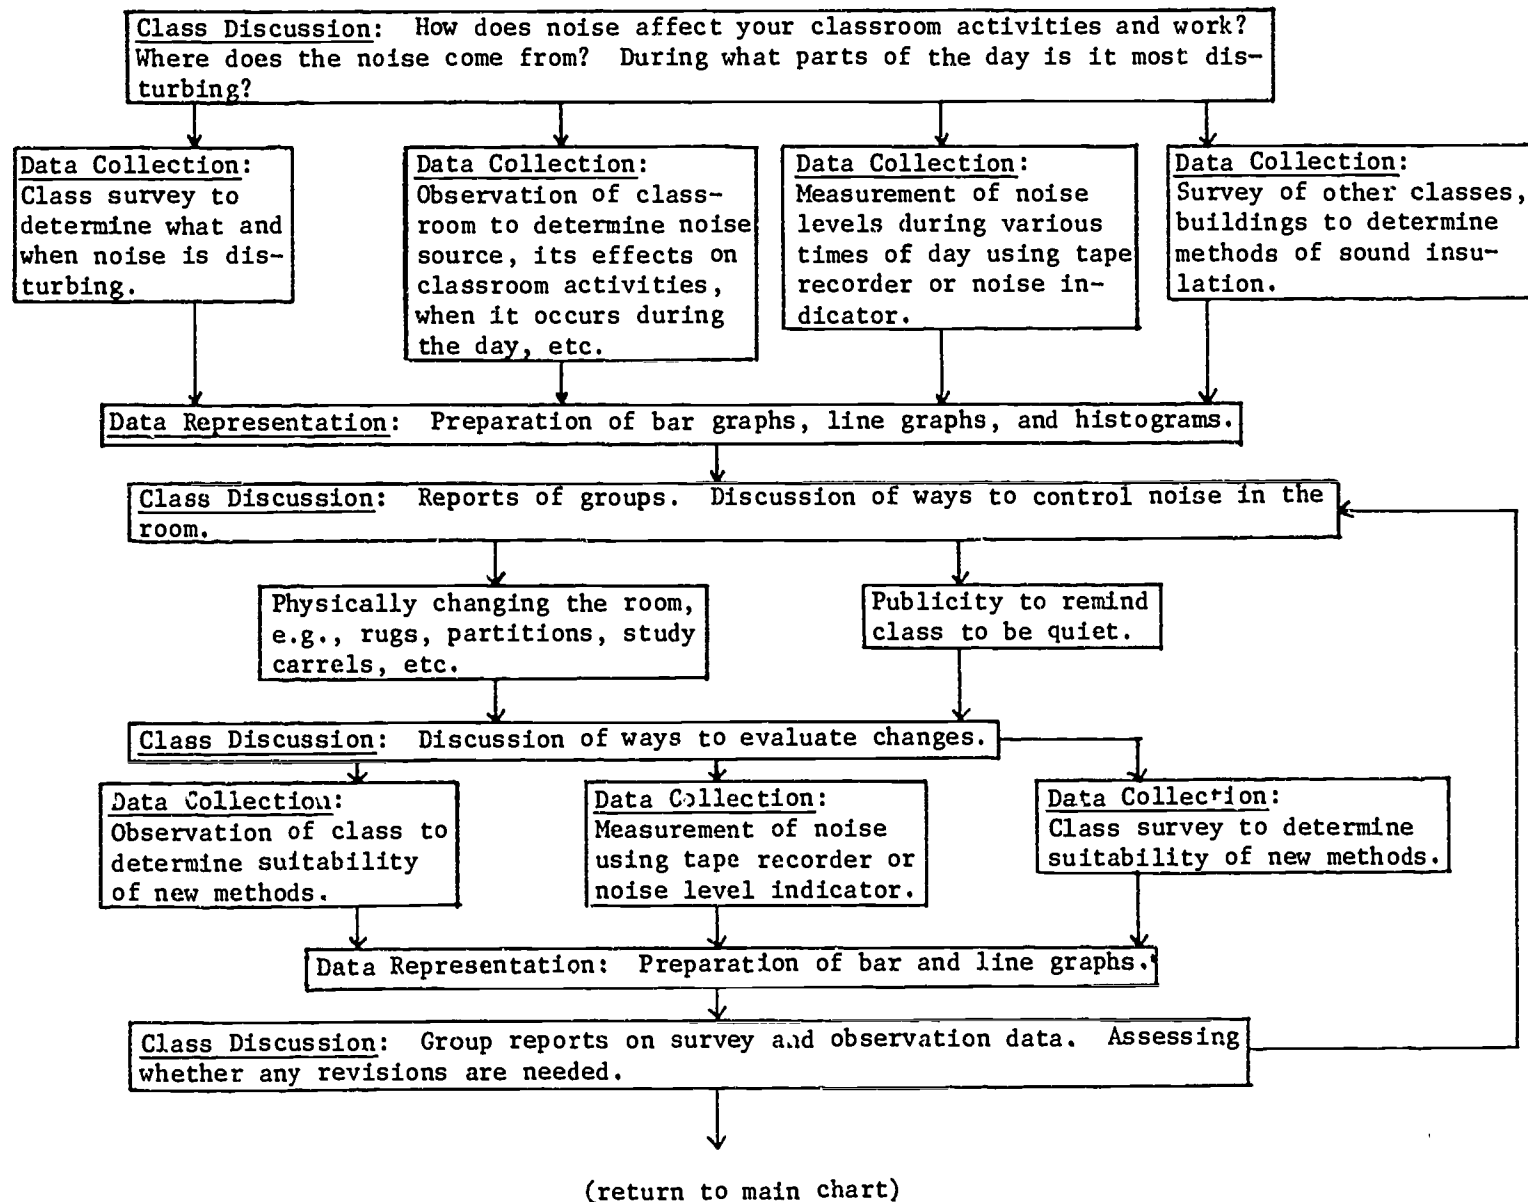 Class Discussion: How does noise affect your classroom activities and work?
Where does the noise come from? During what parts of the day is it most dis-
turbing?
Data Collection:
Class survey to
determine what and
when noise is dis-
turbing.
Data Collection:
Observation of class-
room to determine noise
source, its effects on
classroom activities,
when it occurs during
the day, etc.
Data Collection:
Measurement of noise
levels during various
times of day using tape
recorder or noise in-
dicator.
Data Collection:
Survey of other classes,
buildings to determine
methods of sound insu-
lation.
Data Representation: Preparation of bar graphs, line graphs, and histograms.
Class Discussion: Reports of groups. Discussion of ways to control noise in the
room.
Physically changing the room,
e.g., rugs, partitions, study
carrels, etc.
Publicity to remind
class to be quiet.
Class Discussion: Discussion of ways to evaluate changes.
Data Collection:
Observation of class to
determine suitability
of new methods.
Data Collection:
Measurement of noise
using tape recorder or
noise level indicator.
Data Collection:
Class survey to determine
suitability of new methods.
Data Representation: Preparation of bar and line graphs.
Class Discussion: Group reports on survey and observation data. Assessing
whether any revisions are needed.
(return to main chart)